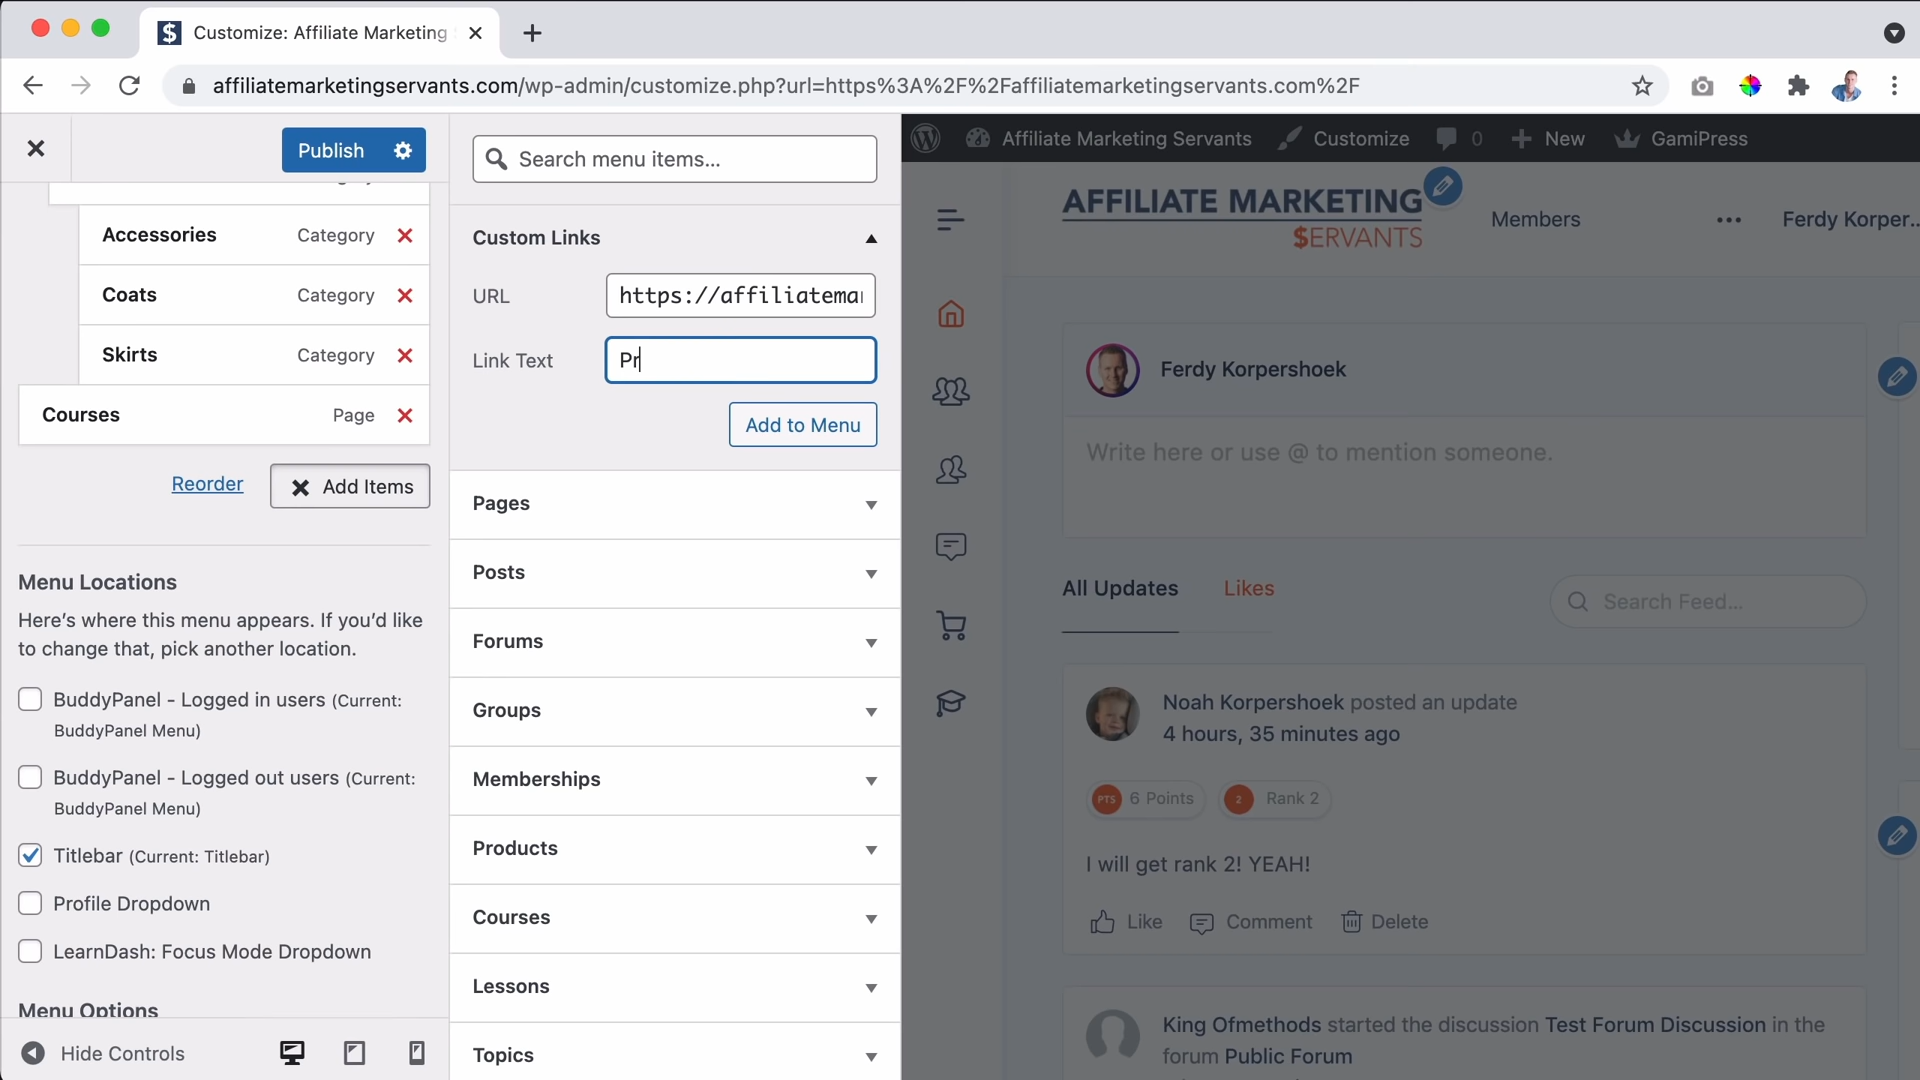 Customize: Affiliate Marketing
affiliatemarketingservants.com/wp-admin/customize.php?url=https%3A%2F%2Faffiliatemarketingservants.com%2F
Publish
Accessories Category
Coats Category
Skirts Category
Courses Page
Reorder
Add Items
Menu Locations
Here’s where this menu appears. If you’d like
to change that, pick another location.
BuddyPanel - Logged in users (Current:
BuddyPanel Menu)
BuddyPanel - Logged out users (Current:
BuddyPanel Menu)
Titlebar (Current: Titlebar)
Profile Dropdown
LearnDash: Focus Mode Dropdown
Menu Options
Hide Controls
Search menu items...
Custom Links
URL https://affiliatema
Link Text Pr
Add to Menu
Pages
Posts
Forums
Groups
Memberships
Products
Courses
Lessons
Topics
Affiliate Marketing Servants Customize 0 New GamiPress
AFFILIATE MARKETING
$ERVANTS
Members
Ferdy Korper...
Ferdy Korpershoek
Write here or use @ to mention someone.
All Updates Likes
Search Feed...
Noah Korpershoek posted an update
4 hours, 35 minutes ago
PTS 6 Points 2 Rank 2
I will get rank 2! YEAH!
Like Comment Delete
King Ofmethods started the discussion Test Forum Discussion in the
forum Public Forum